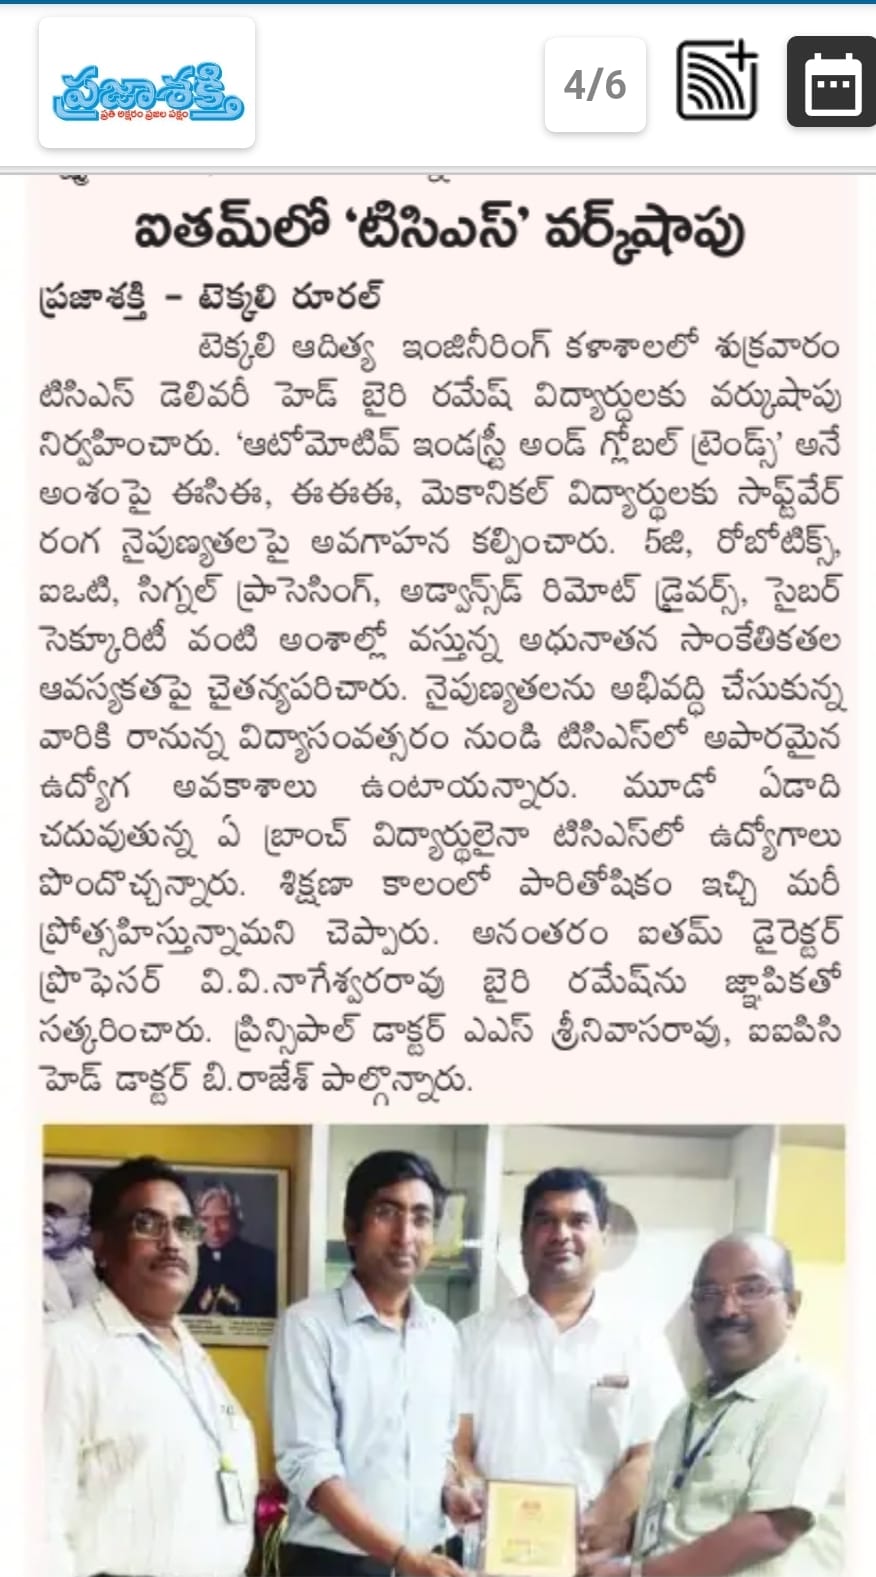 ప్రజాశక్తి
ప్రతి అక్షరం ప్రజల పక్షం
4/6
ఐతమ్‌లో ‘టిసిఎస్’ వర్క్‌షాపు
ప్రజాశక్తి - టెక్కలి రూరల్
టెక్కలి ఆదిత్య ఇంజినీరింగ్ కళాశాలలో శుక్రవారం
టిసిఎస్ డెలివరీ హెడ్ బైరి రమేష్ విద్యార్ధులకు వర్కుషాపు
నిర్వహించారు. ‘ఆటోమోటివ్ ఇండస్ట్రీ అండ్ గ్లోబల్ ట్రెండ్స్’ అనే
అంశంపై ఈసిఈ, ఈఈఈ, మెకానికల్ విద్యార్థులకు సాఫ్ట్‌వేర్
రంగ నైపుణ్యతలపై అవగాహన కల్పించారు. 5జి, రోబోటిక్స్,
ఐఒటి, సిగ్నల్ ప్రాసెసింగ్, అడ్వాన్స్‌డ్ రిమోట్ డ్రైవర్స్, సైబర్
సెక్కూరిటీ వంటి అంశాల్లో వస్తున్న అధునాతన సాంకేతికతల
ఆవస్యకతపై చైతన్యపరిచారు. నైపుణ్యతలను అభివద్ధి చేసుకున్న
వారికి రానున్న విద్యాసంవత్సరం నుండి టిసిఎస్‌లో అపారమైన
ఉద్యోగ అవకాశాలు ఉంటాయన్నారు. మూడో ఏడాది
చదువుతున్న ఏ బ్రాంచ్ విద్యార్థులైనా టిసిఎస్‌లో ఉద్యోగాలు
పొందొచ్చన్నారు. శిక్షణా కాలంలో పారితోషికం ఇచ్చి మరీ
ప్రోత్సహిస్తున్నామని చెప్పారు. అనంతరం ఐతమ్ డైరెక్టర్
ప్రొఫెసర్ వి.వి.నాగేశ్వరరావు బైరి రమేష్‌ను జ్ఞాపికతో
సత్కరించారు. ప్రిన్సిపాల్ డాక్టర్ ఎఎస్ శ్రీనివాసరావు, ఐఐపిసి
హెడ్ డాక్టర్ బి.రాజేశ్ పాల్గొన్నారు.